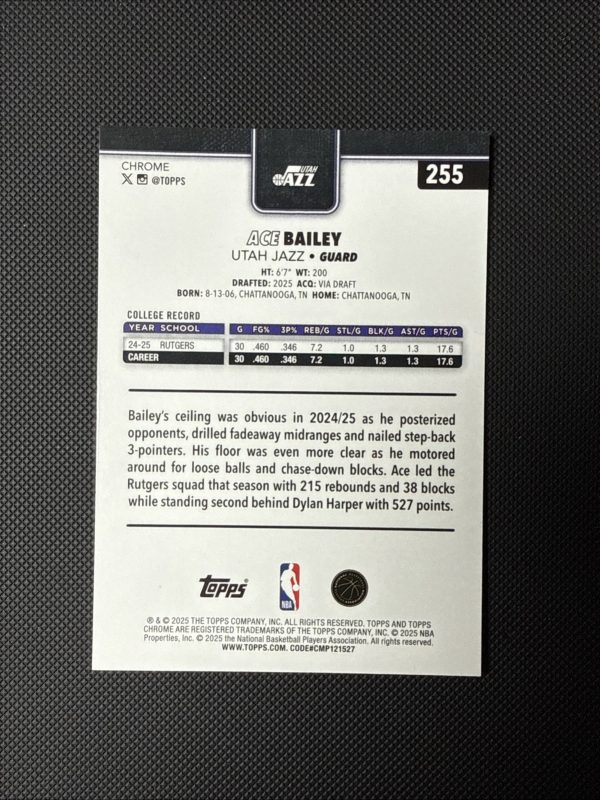 CHROME
X @TOPPS
UTAH JAZZ
255
ACE BAILEY
UTAH JAZZ • GUARD
HT: 6'7" WT: 200
DRAFTED: 2025 ACQ: VIA DRAFT
BORN: 8-13-06, CHATTANOOGA, TN HOME: CHATTANOOGA, TN
COLLEGE RECORD
YEAR SCHOOL G FG% 3P% REB/G STL/G BLK/G AST/G PTS/G
24-25 RUTGERS 30 .460 .346 7.2 1.0 1.3 1.3 17.6
CAREER 30 .460 .346 7.2 1.0 1.3 1.3 17.6
Bailey's ceiling was obvious in 2024/25 as he posterized
opponents, drilled fadeaway midranges and nailed step-back
3-pointers. His floor was even more clear as he motored
around for loose balls and chase-down blocks. Ace led the
Rutgers squad that season with 215 rebounds and 38 blocks
while standing second behind Dylan Harper with 527 points.
Topps NBA
® & © 2025 THE TOPPS COMPANY, INC. ALL RIGHTS RESERVED. TOPPS AND TOPPS
CHROME ARE REGISTERED TRADEMARKS OF THE TOPPS COMPANY, INC. © 2025 NBA
Properties, Inc. © 2025 the National Basketball Players Association. All rights reserved.
WWW.TOPPS.COM. CODE#CMP121527